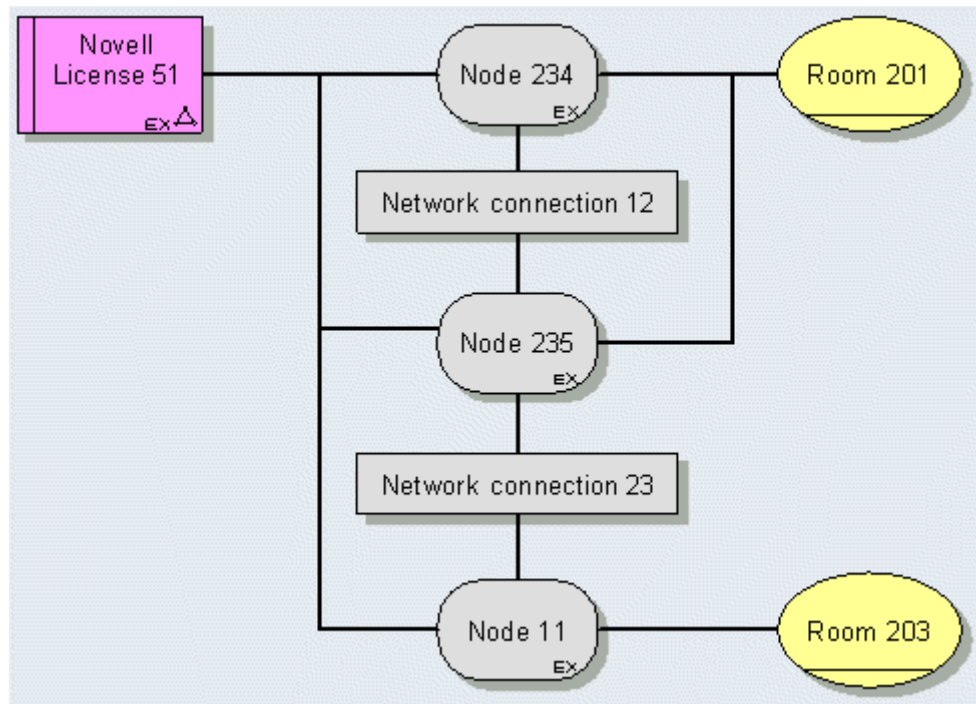 Novell
License 51
EX
Node 234
EX
Room 201
Network connection 12
Node 235
EX
Network connection 23
Node 11
EX
Room 203